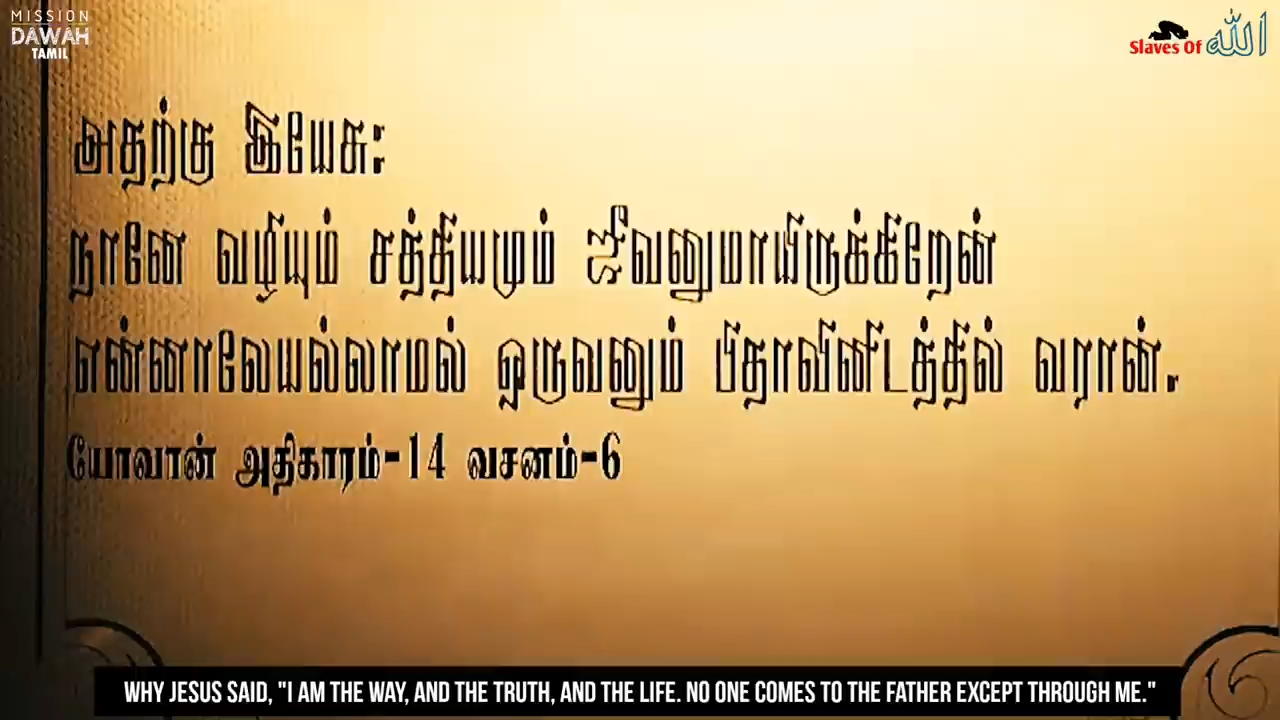 MISSION
DAWAH
TAMIL
Slaves Of الله
அதற்கு இயேசு:
நானே வழியும் சத்தியமும் ஜீவனுமாயிருக்கிறேன்
என்னாலேயல்லாமல் ஒருவனும் பிதாவினிடத்தில் வரான்.
யோவான் அதிகாரம்-14 வசனம்-6
WHY JESUS SAID, "I AM THE WAY, AND THE TRUTH, AND THE LIFE. NO ONE COMES TO THE FATHER EXCEPT THROUGH ME."